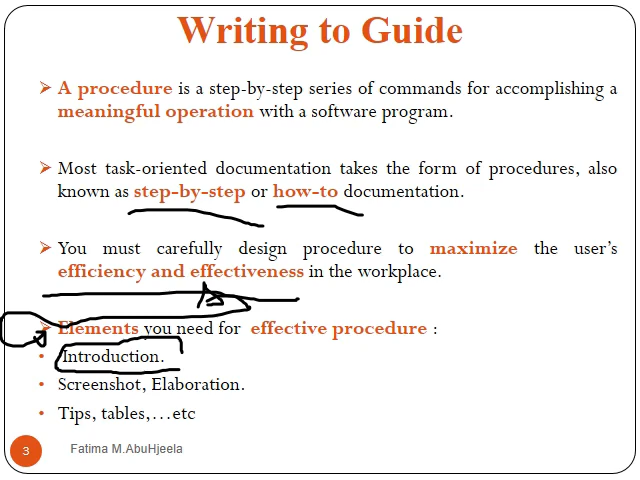 Writing to Guide
A procedure is a step-by-step series of commands for accomplishing a
meaningful operation with a software program.
Most task-oriented documentation takes the form of procedures, also
known as step-by-step or how-to documentation.
You must carefully design procedure to maximize the user's
efficiency and effectiveness in the workplace.
Elements you need for effective procedure :
• Introduction.
• Screenshot, Elaboration.
• Tips, tables,…etc
3 Fatima M.AbuHjeela